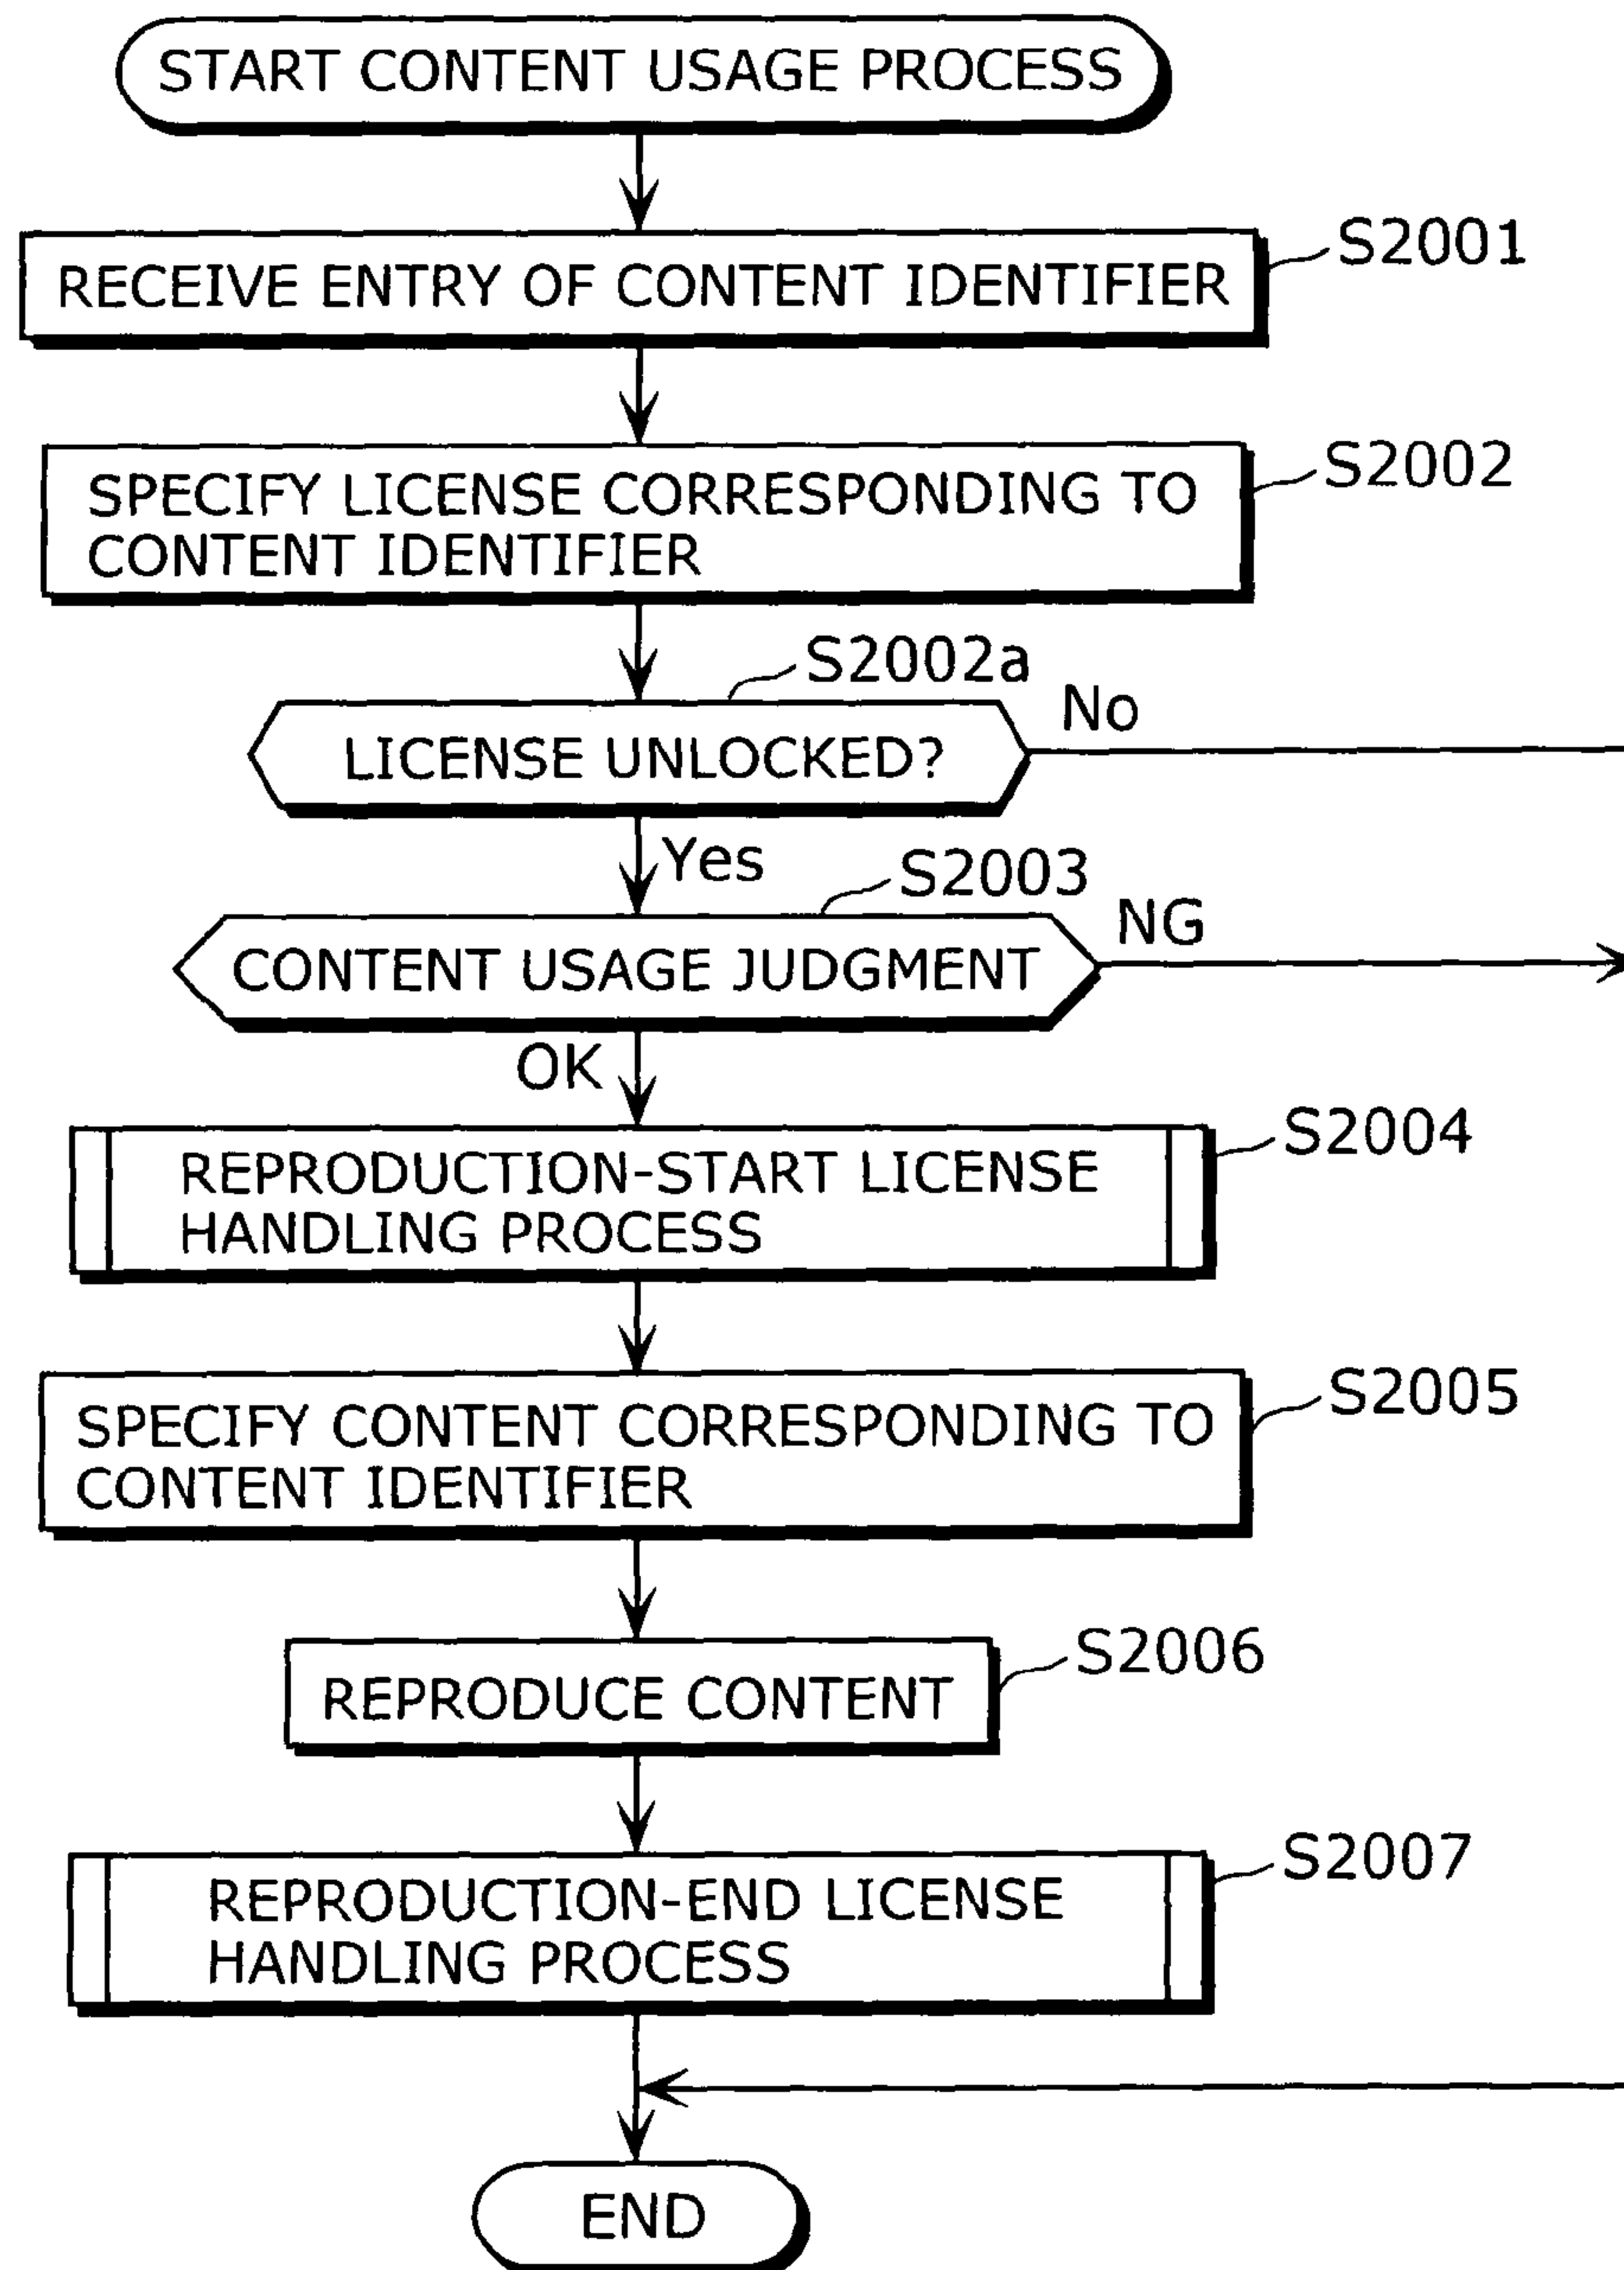 START CONTENT USAGE PROCESS
S2001
RECEIVE ENTRY OF CONTENT IDENTIFIER
S2002
SPECIFY LICENSE CORRESPONDING TO
CONTENT IDENTIFIER
S2002a
No
LICENSE UNLOCKED?
Yes
S2003
NG
CONTENT USAGE JUDGMENT
OK
S2004
REPRODUCTION-START LICENSE
HANDLING PROCESS
S2005
SPECIFY CONTENT CORRESPONDING TO
CONTENT IDENTIFIER
S2006
REPRODUCE CONTENT
S2007
REPRODUCTION-END LICENSE
HANDLING PROCESS
END